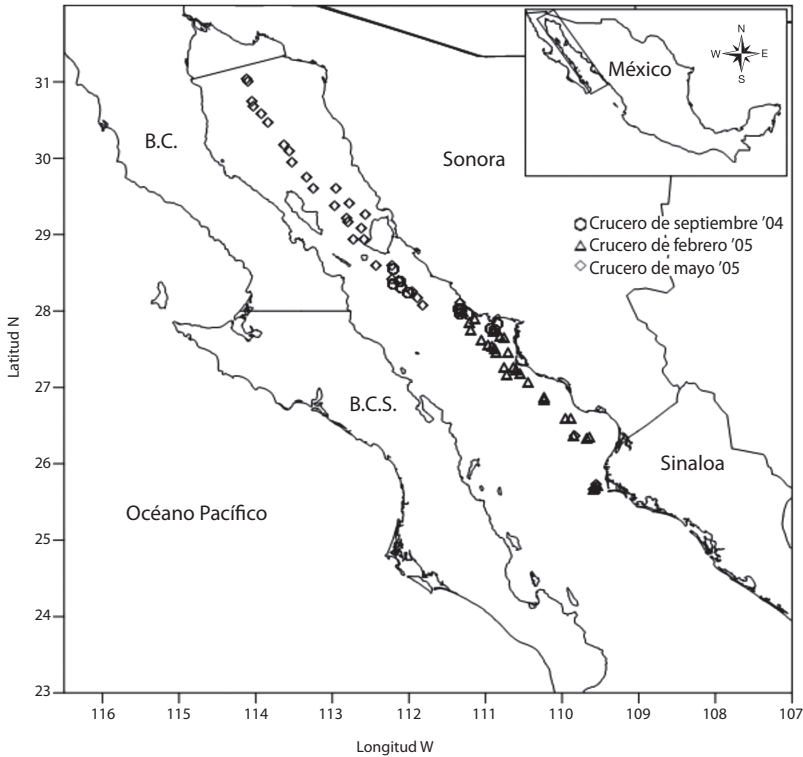 N
W E
S
México
31
B.C.
30
Sonora
Crucero de septiembre '04
29
Crucero de febrero '05
Crucero de mayo '05
28
Latitud N
27
B.C.S.
26
Sinaloa
25
Océano Pacífico
24
23
116 115 114 113 112 111 110 109 108 107
Longitud W